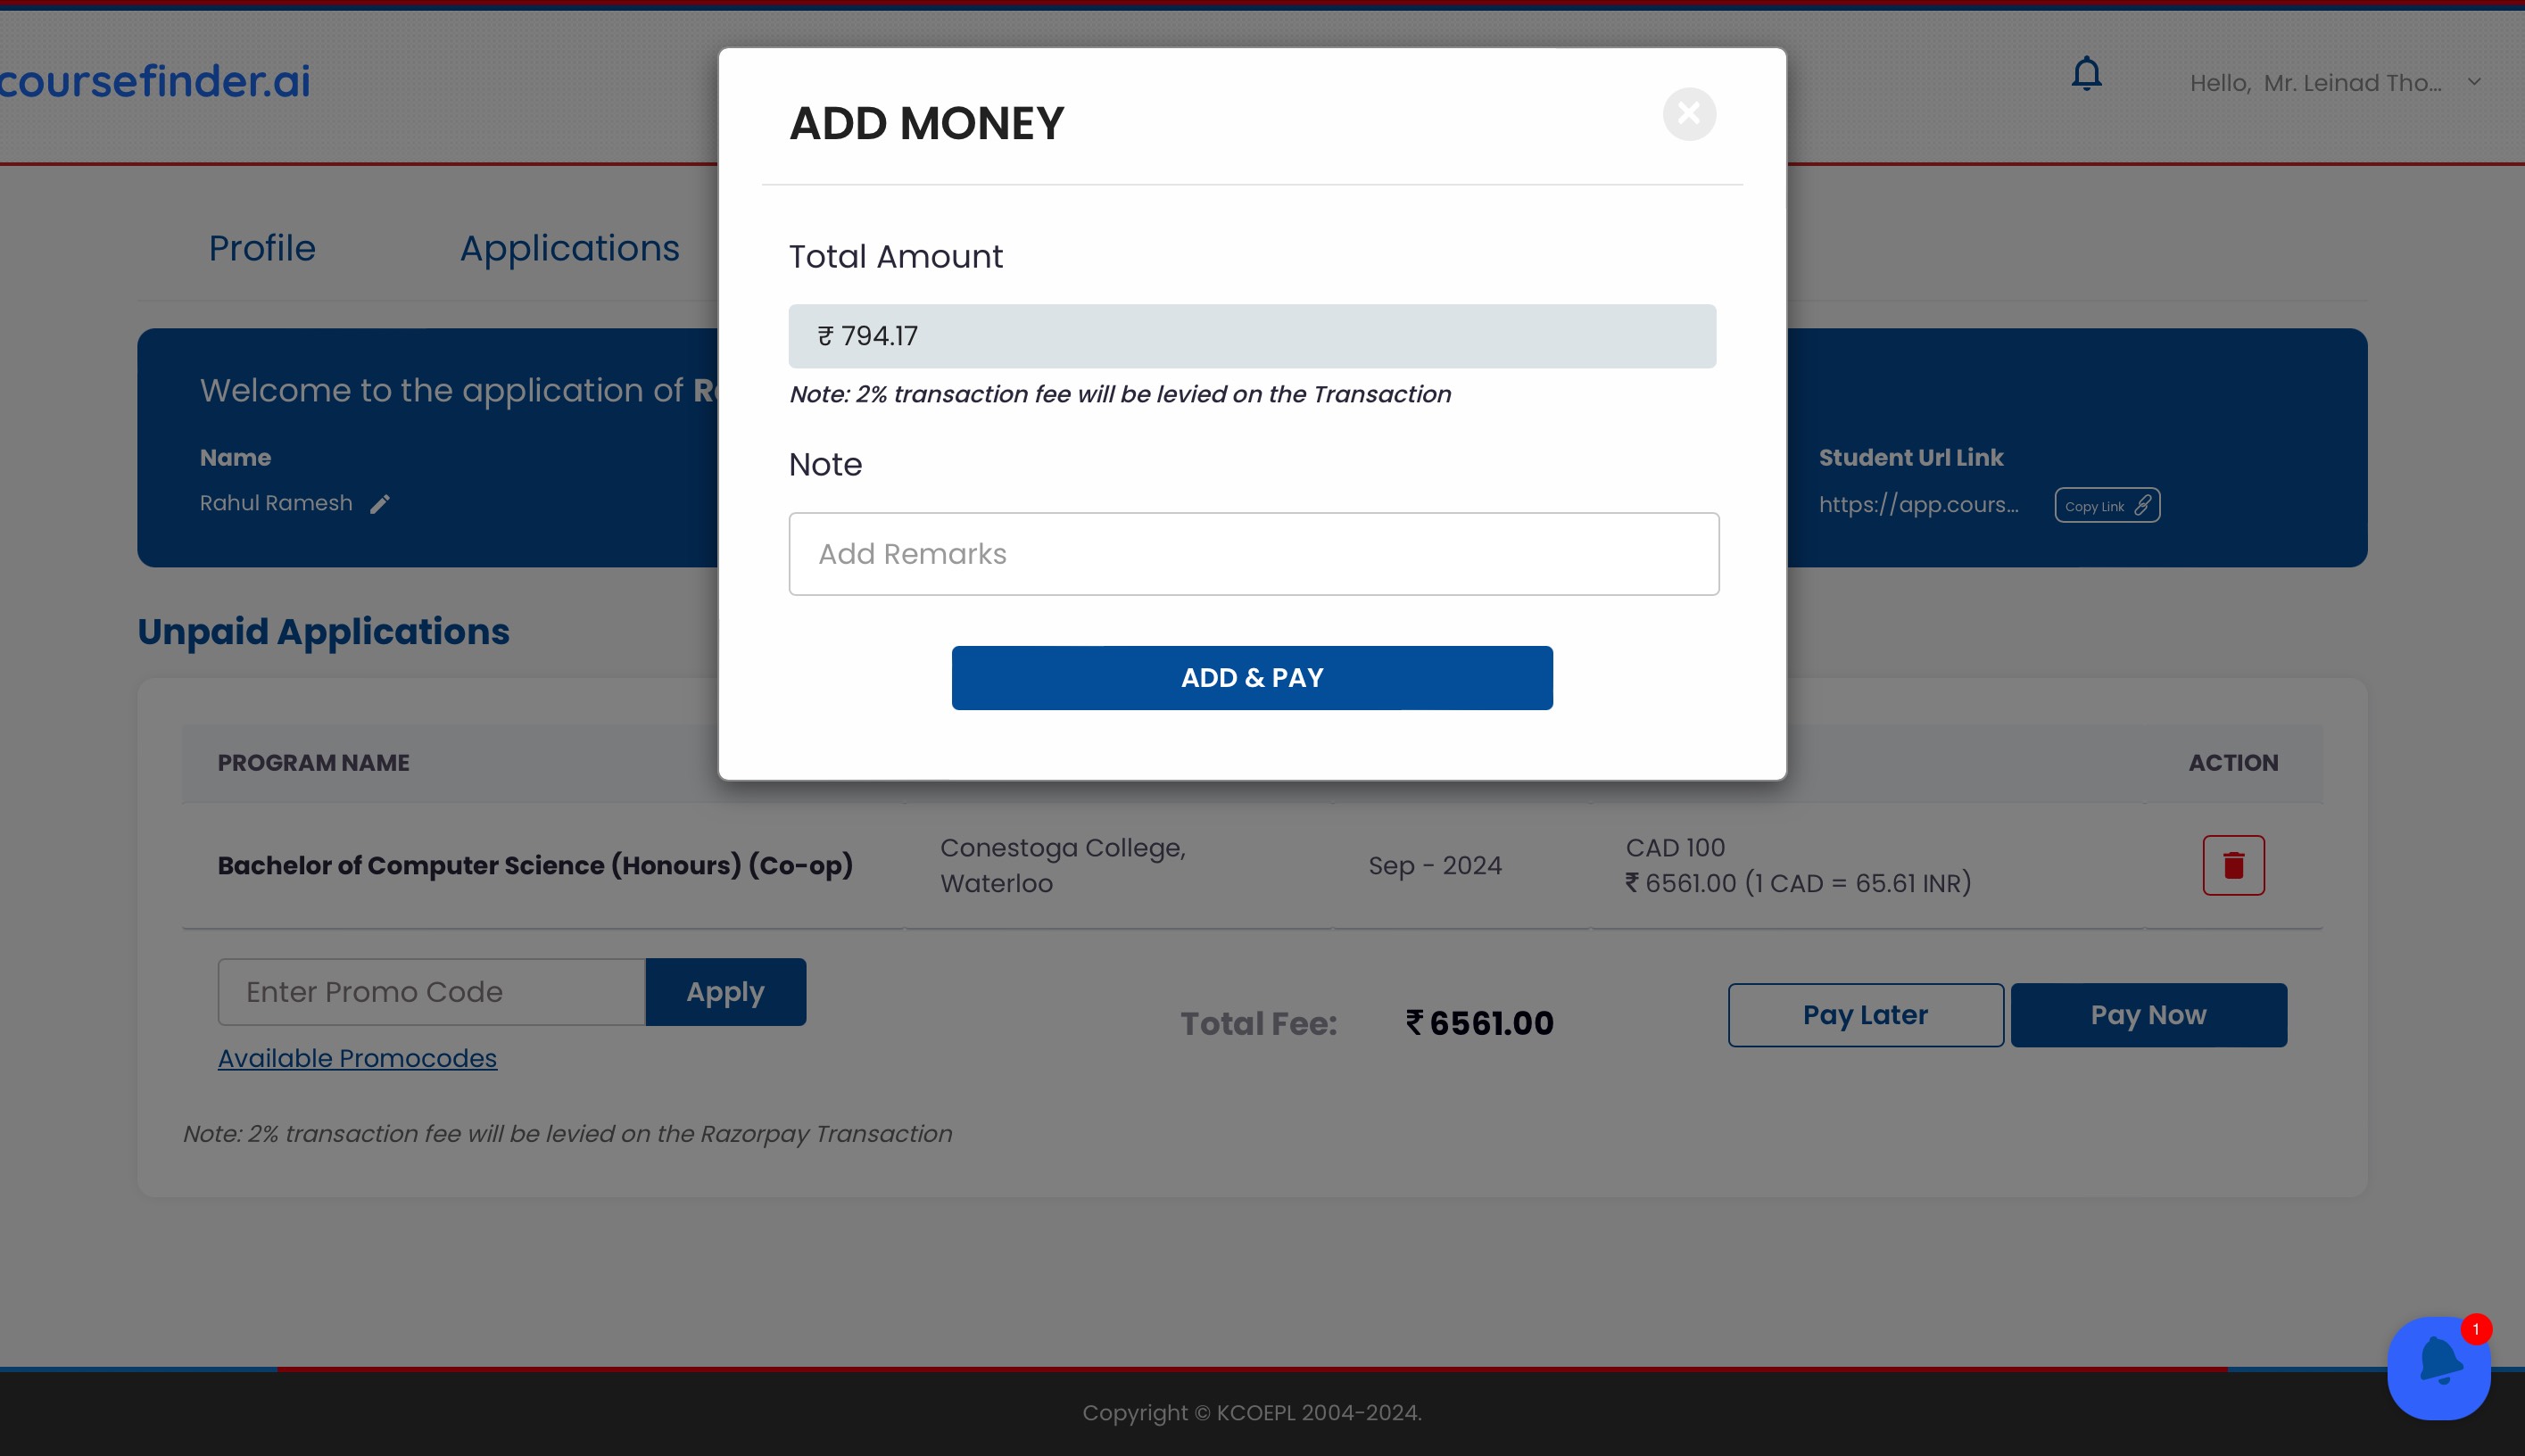 coursefinder.ai
Hello, Mr. Leinad Tho...
Profile
Applications
ADD MONEY
Total Amount
₹ 794.17
Note: 2% transaction fee will be levied on the Transaction
Note
Add Remarks
ADD & PAY
Welcome to the application of
Name
Rahul Ramesh
Student Url Link
https://app.cours...
Copy Link
Unpaid Applications
PROGRAM NAME
ACTION
Bachelor of Computer Science (Honours) (Co-op)
Conestoga College,
Waterloo
Sep - 2024
CAD 100
₹ 6561.00 (1 CAD = 65.61 INR)
Enter Promo Code
Apply
Available Promocodes
Total Fee:
₹ 6561.00
Pay Later
Pay Now
Note: 2% transaction fee will be levied on the Razorpay Transaction
1
Copyright © KCOEPL 2004-2024.